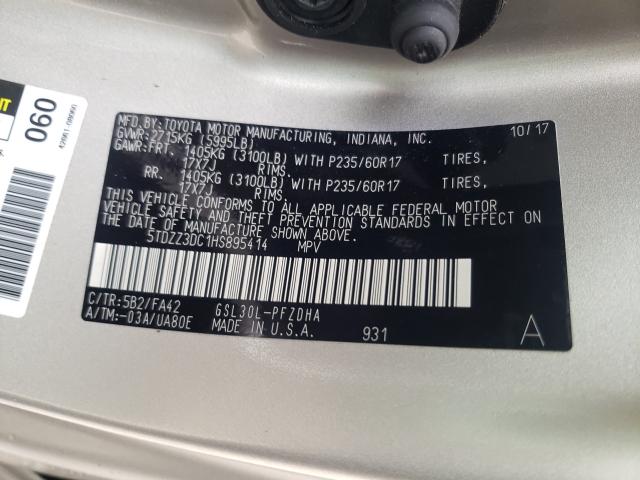 MFD.BY:TOYOTA MOTOR MANUFACTURING, INDIANA, INC. 10/17
GVWR:2715KG (5995LB)
GAWR:FRT. 1405KG (3100LB) WITH P235/60R17 TIRES,
17X7J RIMS.
RR. 1405KG (3100LB) WITH P235/60R17 TIRES,
17X7J RIMS.
THIS VEHICLE CONFORMS TO ALL APPLICABLE FEDERAL MOTOR
VEHICLE SAFETY AND THEFT PREVENTION STANDARDS IN EFFECT ON
THE DATE OF MANUFACTURE SHOWN ABOVE.
5TDZZ3DC1HS895414 MPV
C/TR:5B2/FA42 GSL30L-PFZDHA
A/TM:-03A/UA80E MADE IN U.S.A. 931 A
060